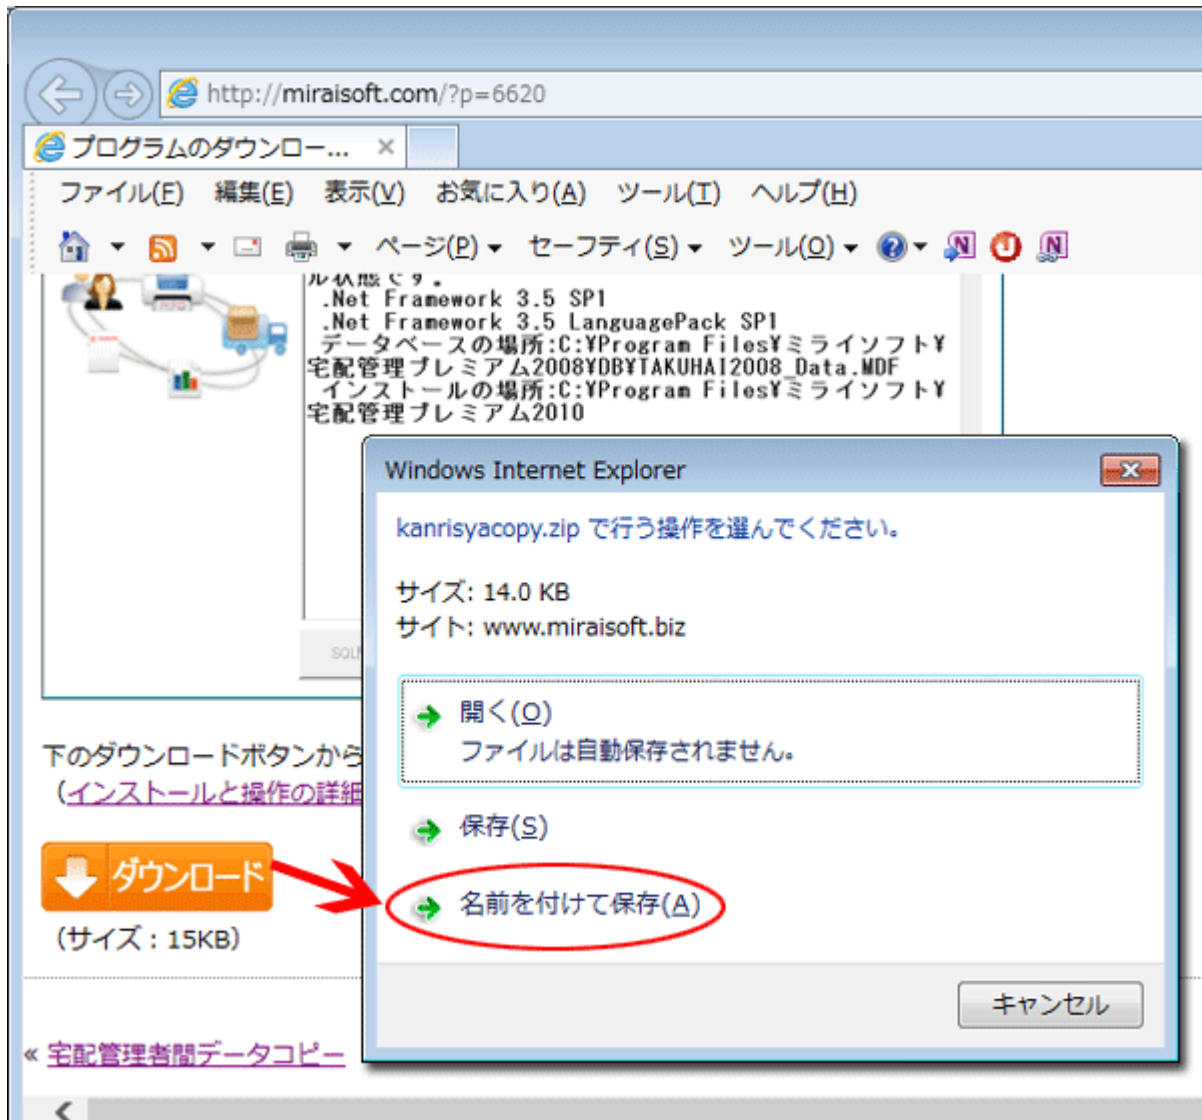 http://miraisoft.com/?p=6620
プログラムのダウンロー...
ファイル(F) 編集(E) 表示(V) お気に入り(A) ツール(T) ヘルプ(H)
ページ(P) セーフティ(S) ツール(O)
ル状態です。
.Net Framework 3.5 SP1
.Net Framework 3.5 LanguagePack SP1
データベースの場所:C:¥Program Files¥ミライソフト¥
宅配管理プレミアム2008¥DB¥TAKUHAI2008_Data.MDF
インストールの場所:C:¥Program Files¥ミライソフト¥
宅配管理プレミアム2010
Windows Internet Explorer
kanrisyacopy.zip で行う操作を選んでください。
サイズ: 14.0 KB
サイト: www.miraisoft.biz
開く(O)
ファイルは自動保存されません。
保存(S)
名前を付けて保存(A)
キャンセル
下のダウンロードボタンから
(インストールと操作の詳細
ダウンロード
(サイズ：15KB)
« 宅配管理者間データコピー